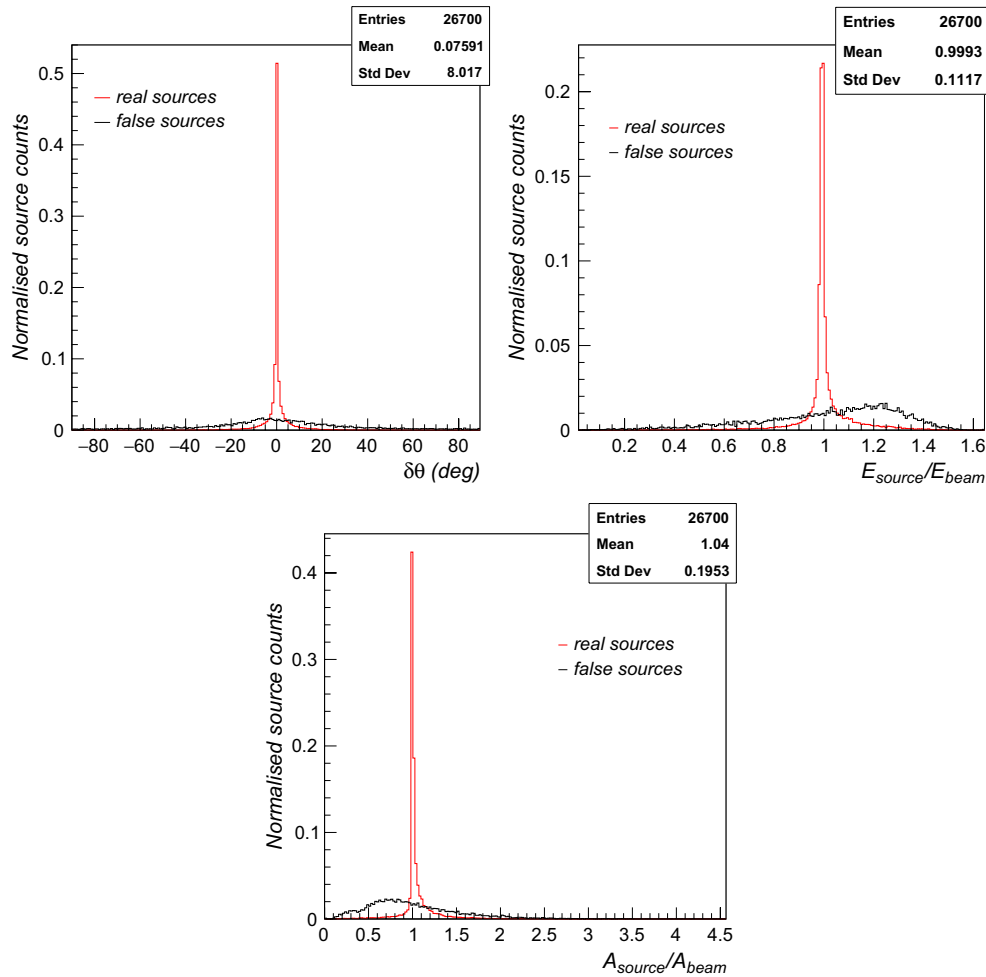 Entries 26700
Mean 0.07591
Std Dev 8.017
real sources
false sources
Normalised source counts
0.5
0.4
0.3
0.2
0.1
0
−80 −60 −40 −20 0 20 40 60 80
δθ (deg)
Entries 26700
Mean 0.9993
Std Dev 0.1117
real sources
false sources
Normalised source counts
0.2
0.15
0.1
0.05
0
0.2 0.4 0.6 0.8 1 1.2 1.4 1.6
E_source/E_beam
Entries 26700
Mean 1.04
Std Dev 0.1953
real sources
false sources
Normalised source counts
0.4
0.3
0.2
0.1
0
0 0.5 1 1.5 2 2.5 3 3.5 4 4.5
A_source/A_beam